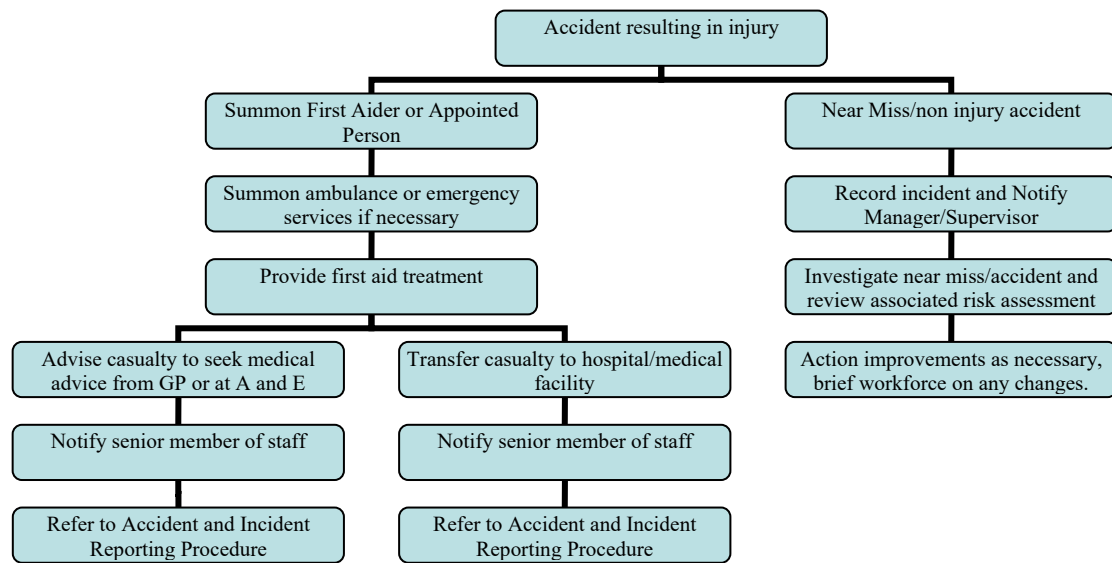 Accident resulting in injury
Summon First Aider or Appointed
Person
Near Miss/non injury accident
Summon ambulance or emergency
services if necessary
Record incident and Notify
Manager/Supervisor
Provide first aid treatment
Investigate near miss/accident and
review associated risk assessment
Advise casualty to seek medical
advice from GP or at A and E
Transfer casualty to hospital/medical
facility
Action improvements as necessary,
brief workforce on any changes.
Notify senior member of staff
Notify senior member of staff
Refer to Accident and Incident
Reporting Procedure
Refer to Accident and Incident
Reporting Procedure